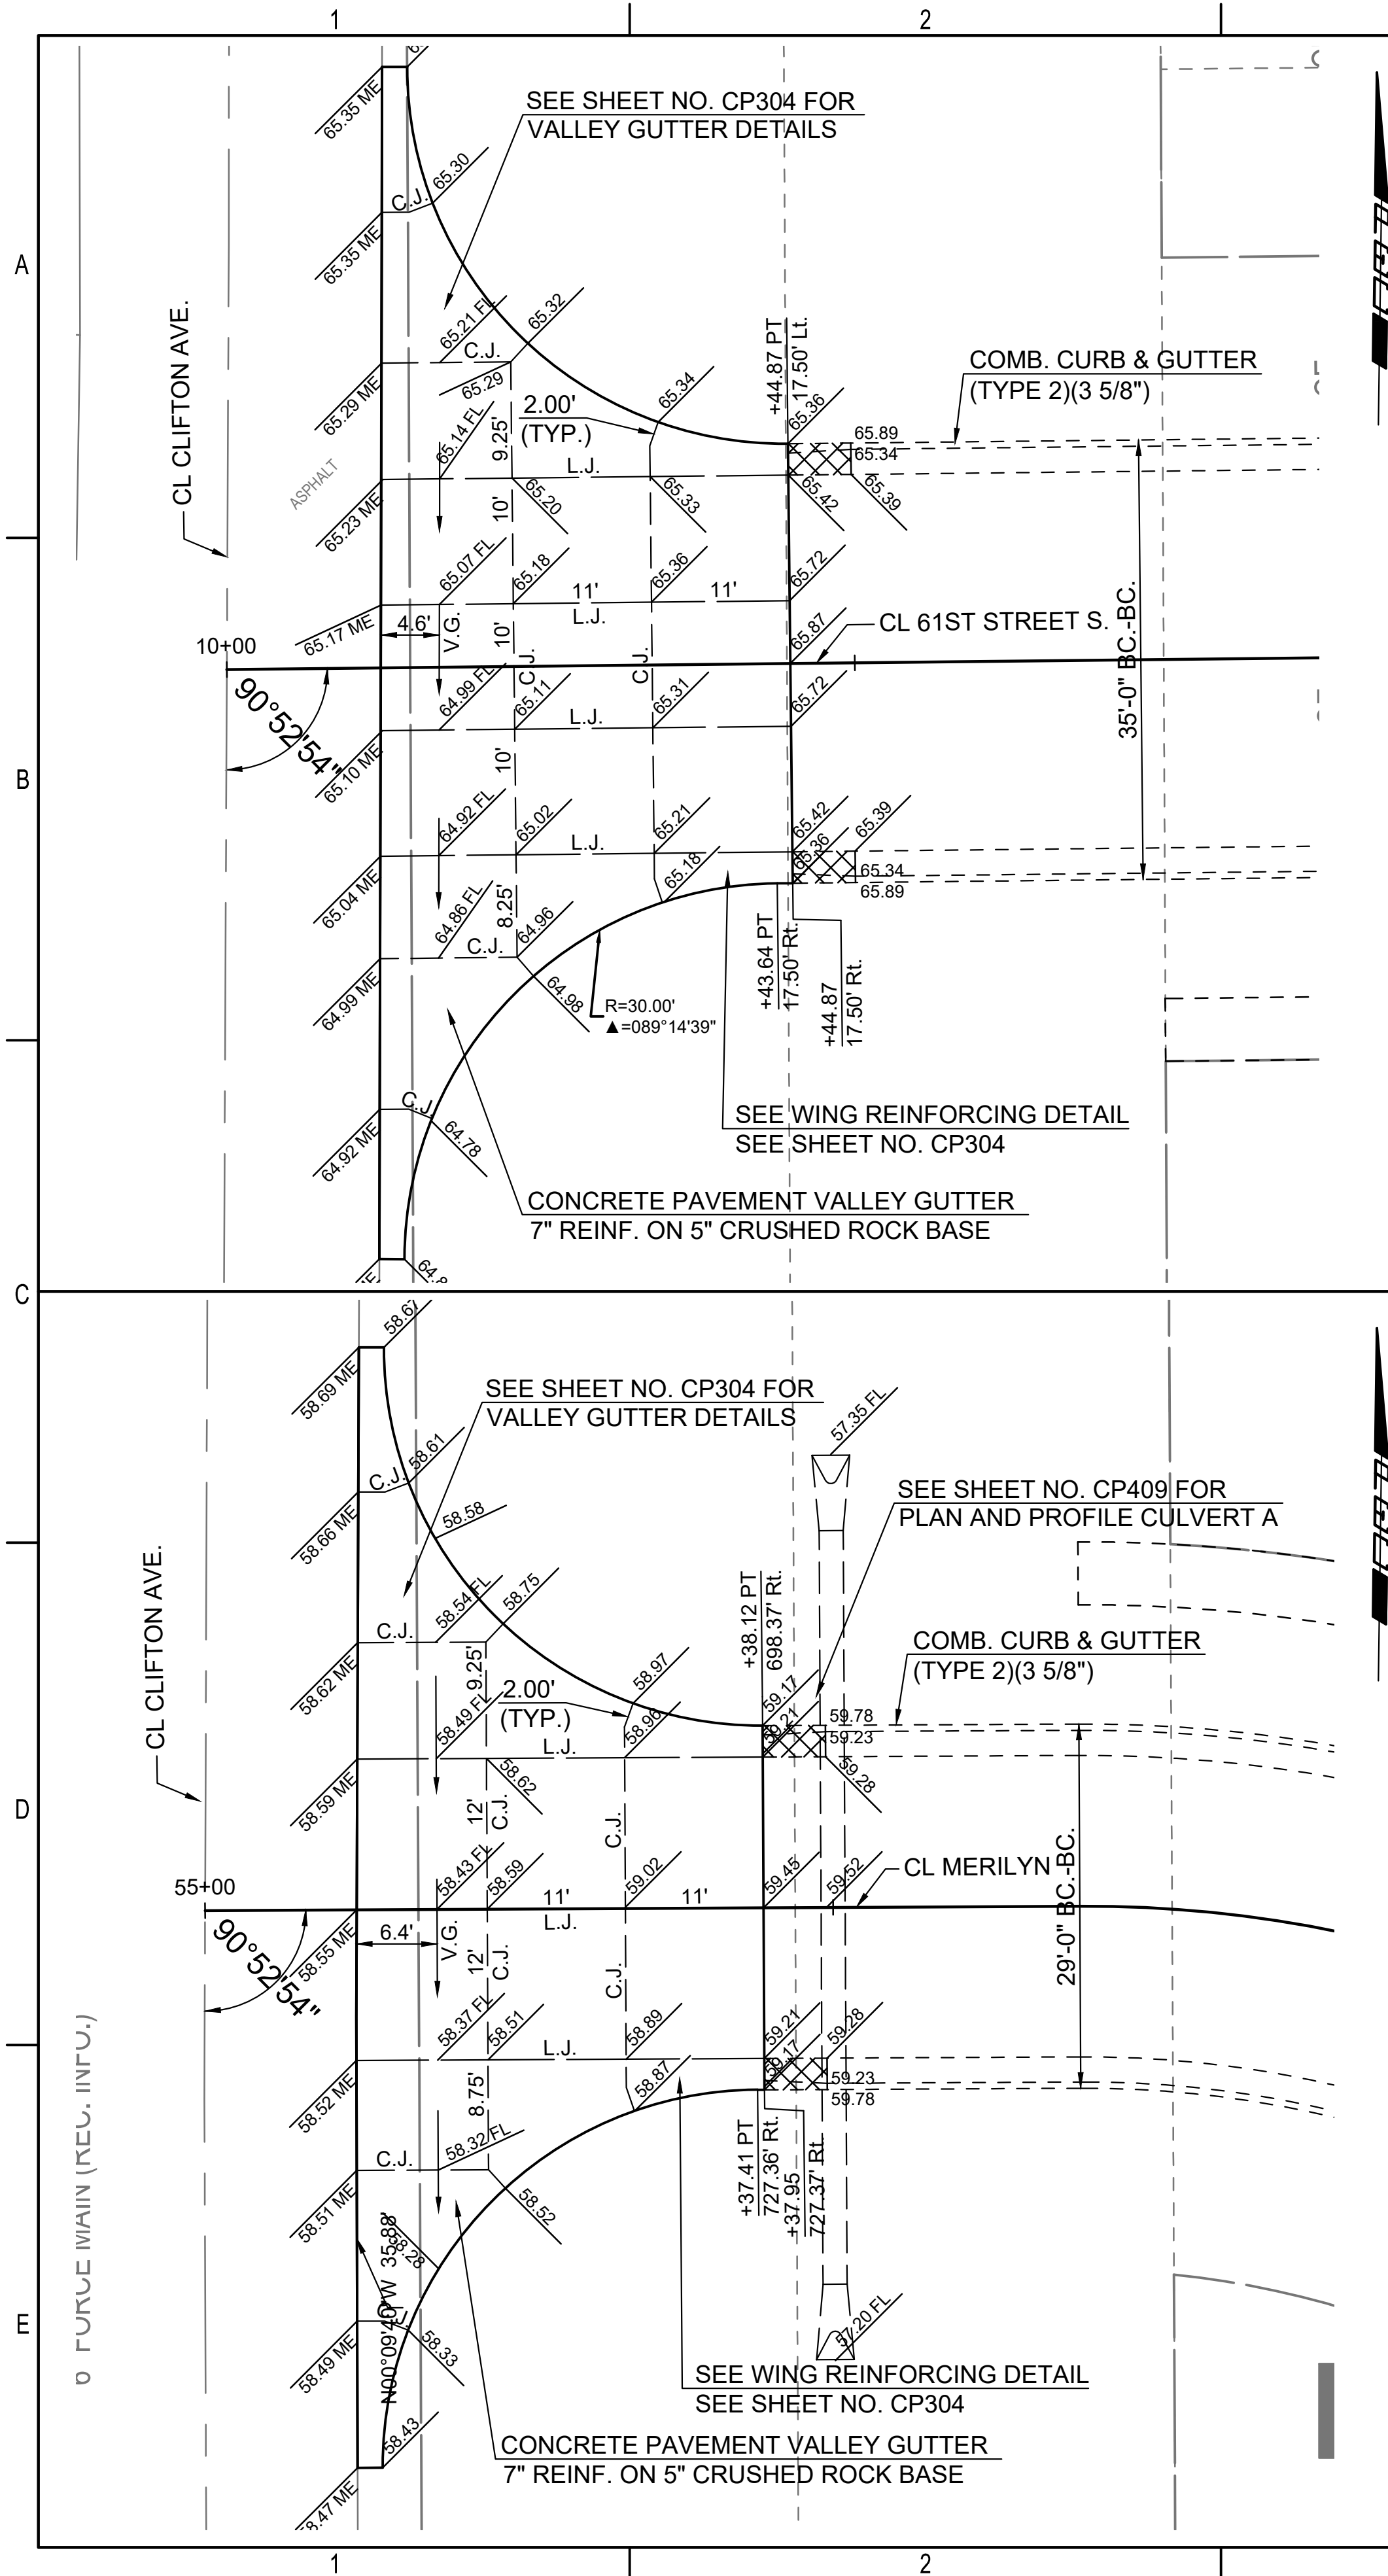 1
2
A
B
C
D
E
65.35 ME
SEE SHEET NO. CP304 FOR
VALLEY GUTTER DETAILS
65.30
C.J.
65.35 ME
CL CLIFTON AVE.
65.21 FL
65.32
C.J.
65.29
65.29 ME
65.34
2.00'
(TYP.)
+44.87 PT
17.50' Lt.
65.36
COMB. CURB & GUTTER
(TYPE 2)(3 5/8")
65.89
65.34
65.14 FL
9.25'
ASPHALT
L.J.
65.23 ME
65.20
65.33
65.42
65.39
10'
65.07 FL
65.18
65.36
65.72
11'
11'
L.J.
65.17 ME
4.6'
V.G.
10'
C.J.
C.J.
65.87
CL 61ST STREET S.
10+00
90°52'54"
35'-0" BC.-BC.
64.99 FL
65.11
65.31
65.72
L.J.
65.10 ME
10'
64.92 FL
65.02
65.21
65.42
65.39
65.36
L.J.
65.18
65.34
65.89
65.04 ME
64.86 FL
8.25'
64.96
C.J.
64.98
64.99 ME
R=30.00'
▲=089°14'39"
+43.64 PT
17.50' Rt.
+44.87
17.50' Rt.
C.J.
64.78
64.92 ME
SEE WING REINFORCING DETAIL
SEE SHEET NO. CP304
CONCRETE PAVEMENT VALLEY GUTTER
7" REINF. ON 5" CRUSHED ROCK BASE
58.67
58.69 ME
SEE SHEET NO. CP304 FOR
VALLEY GUTTER DETAILS
57.35 FL
58.61
C.J.
58.58
58.66 ME
SEE SHEET NO. CP409 FOR
PLAN AND PROFILE CULVERT A
CL CLIFTON AVE.
58.54 FL
58.75
C.J.
58.62 ME
9.25'
2.00'
(TYP.)
58.97
+38.12 PT
698.37' Rt.
COMB. CURB & GUTTER
(TYPE 2)(3 5/8")
59.17
59.21
59.78
59.23
58.49 FL
58.96
L.J.
58.62
59.28
58.59 ME
12'
C.J.
C.J.
58.43 FL
58.59
59.02
59.45
59.52
CL MERILYN
55+00
11'
11'
L.J.
90°52'54"
58.55 ME
6.4'
V.G.
12'
C.J.
C.J.
29'-0" BC.-BC.
58.37 FL
58.51
58.89
59.21
59.28
59.17
L.J.
58.87
59.23
59.78
58.52 ME
8.75'
58.32 FL
C.J.
58.52
58.51 ME
+37.41 PT
727.36' Rt.
+37.95
727.37' Rt.
58.28
N00°09'40"W 35.88'
58.33
58.49 ME
57.20 FL
SEE WING REINFORCING DETAIL
SEE SHEET NO. CP304
58.43
CONCRETE PAVEMENT VALLEY GUTTER
7" REINF. ON 5" CRUSHED ROCK BASE
FORCE MAIN (REC. INFO.)
1
2